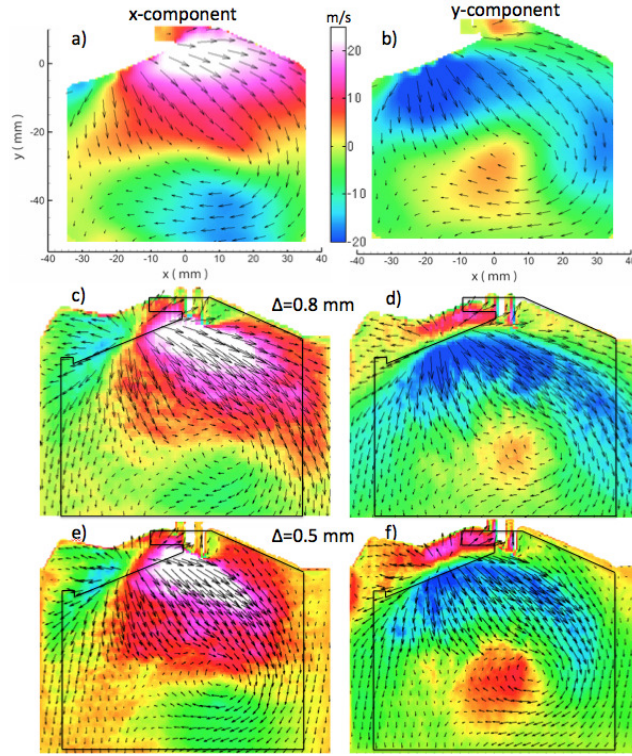 x-component
m/s
y-component
a)
b)
0
-20
-40
y ( mm )
20
10
0
-10
-20
-40 -30 -20 -10 0 10 20 30 40
x ( mm )
-40 -30 -20 -10 0 10 20 30 40
x ( mm )
c)
Δ=0.8 mm
d)
e)
Δ=0.5 mm
f)